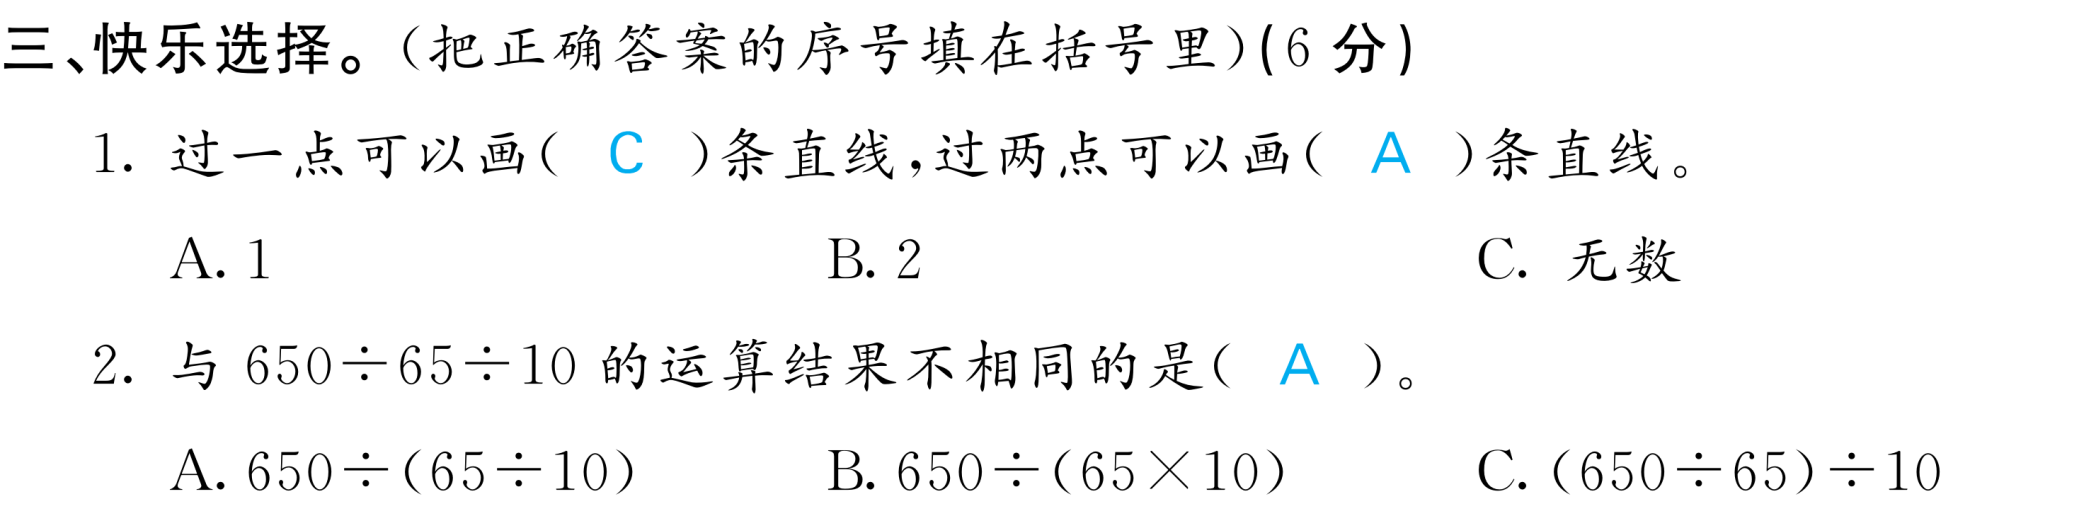 三、快乐选择。(把正确答案的序号填在括号里)(6 分)
1. 过一点可以画( C )条直线,过两点可以画( A )条直线。
A. 1 B. 2 C. 无数
2. 与 650÷65÷10 的运算结果不相同的是( A )。
A. 650÷(65÷10) B. 650÷(65×10) C. (650÷65)÷10